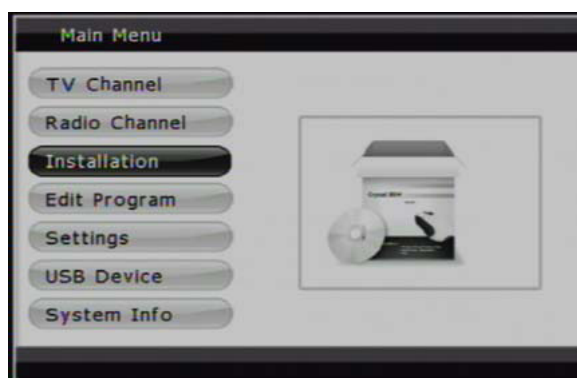 Main Menu
TV Channel
Radio Channel
Installation
Edit Program
Settings
USB Device
System Info